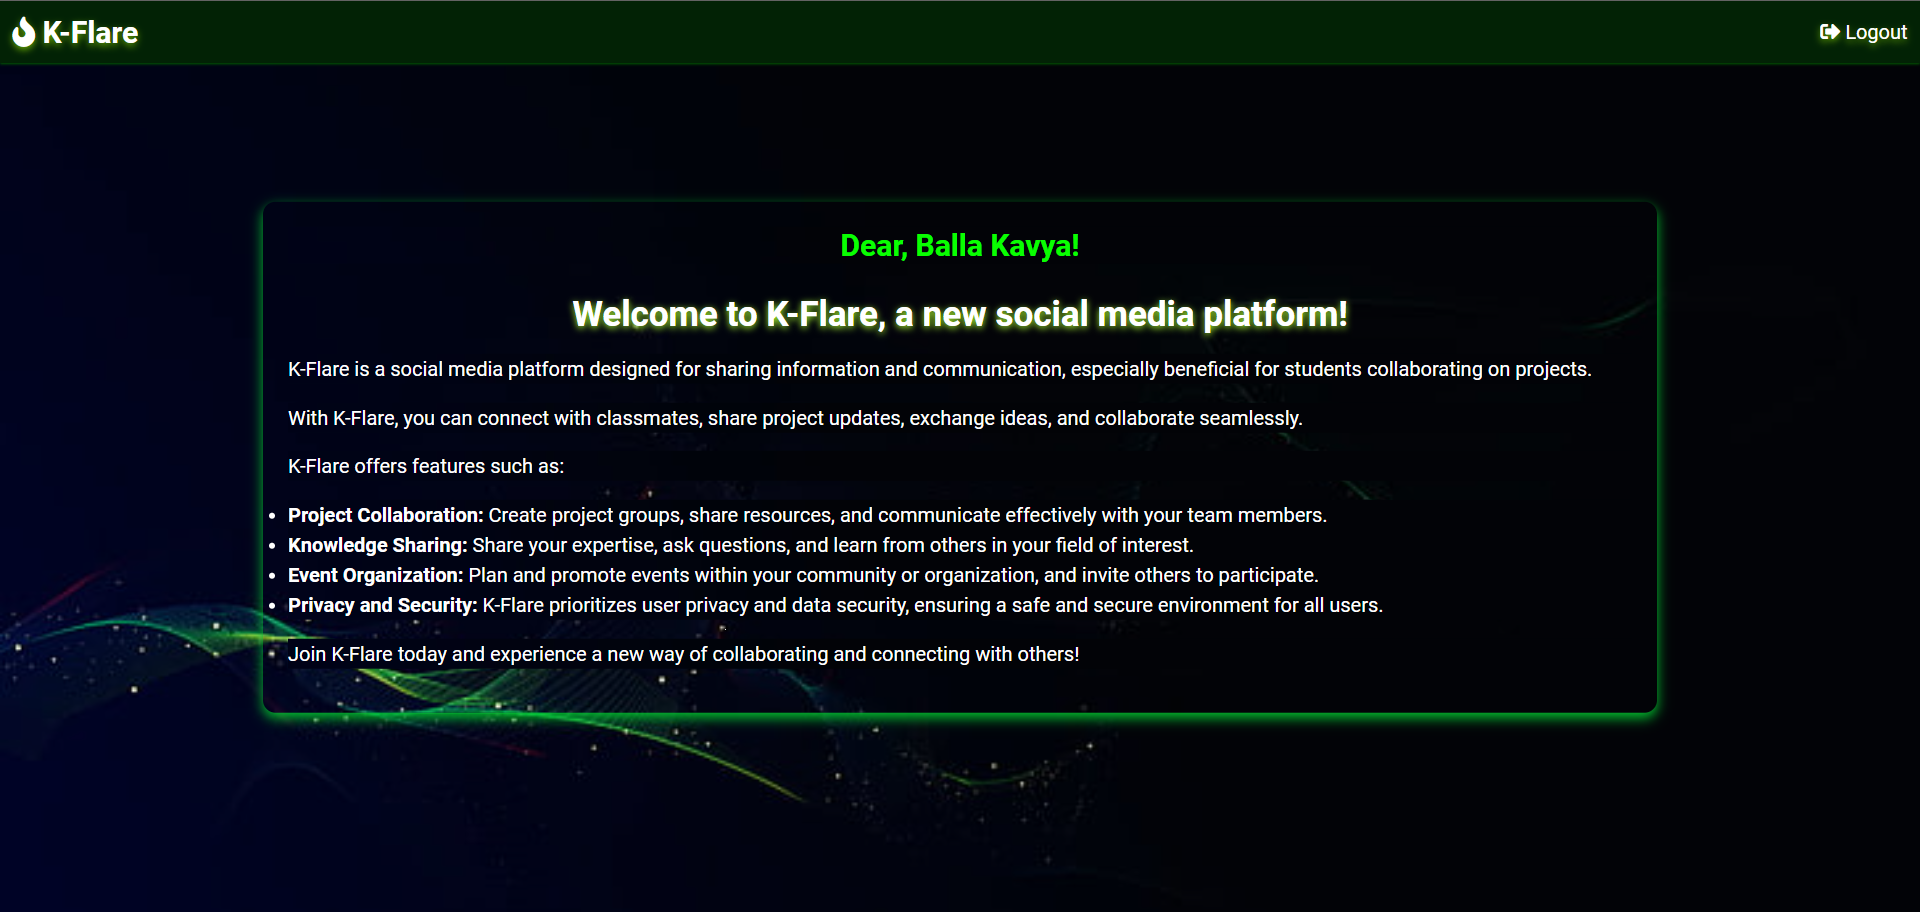 K-Flare
Logout
Dear, Balla Kavya!
Welcome to K-Flare, a new social media platform!
K-Flare is a social media platform designed for sharing information and communication, especially beneficial for students collaborating on projects.
With K-Flare, you can connect with classmates, share project updates, exchange ideas, and collaborate seamlessly.
K-Flare offers features such as:
• Project Collaboration: Create project groups, share resources, and communicate effectively with your team members.
• Knowledge Sharing: Share your expertise, ask questions, and learn from others in your field of interest.
• Event Organization: Plan and promote events within your community or organization, and invite others to participate.
• Privacy and Security: K-Flare prioritizes user privacy and data security, ensuring a safe and secure environment for all users.
Join K-Flare today and experience a new way of collaborating and connecting with others!